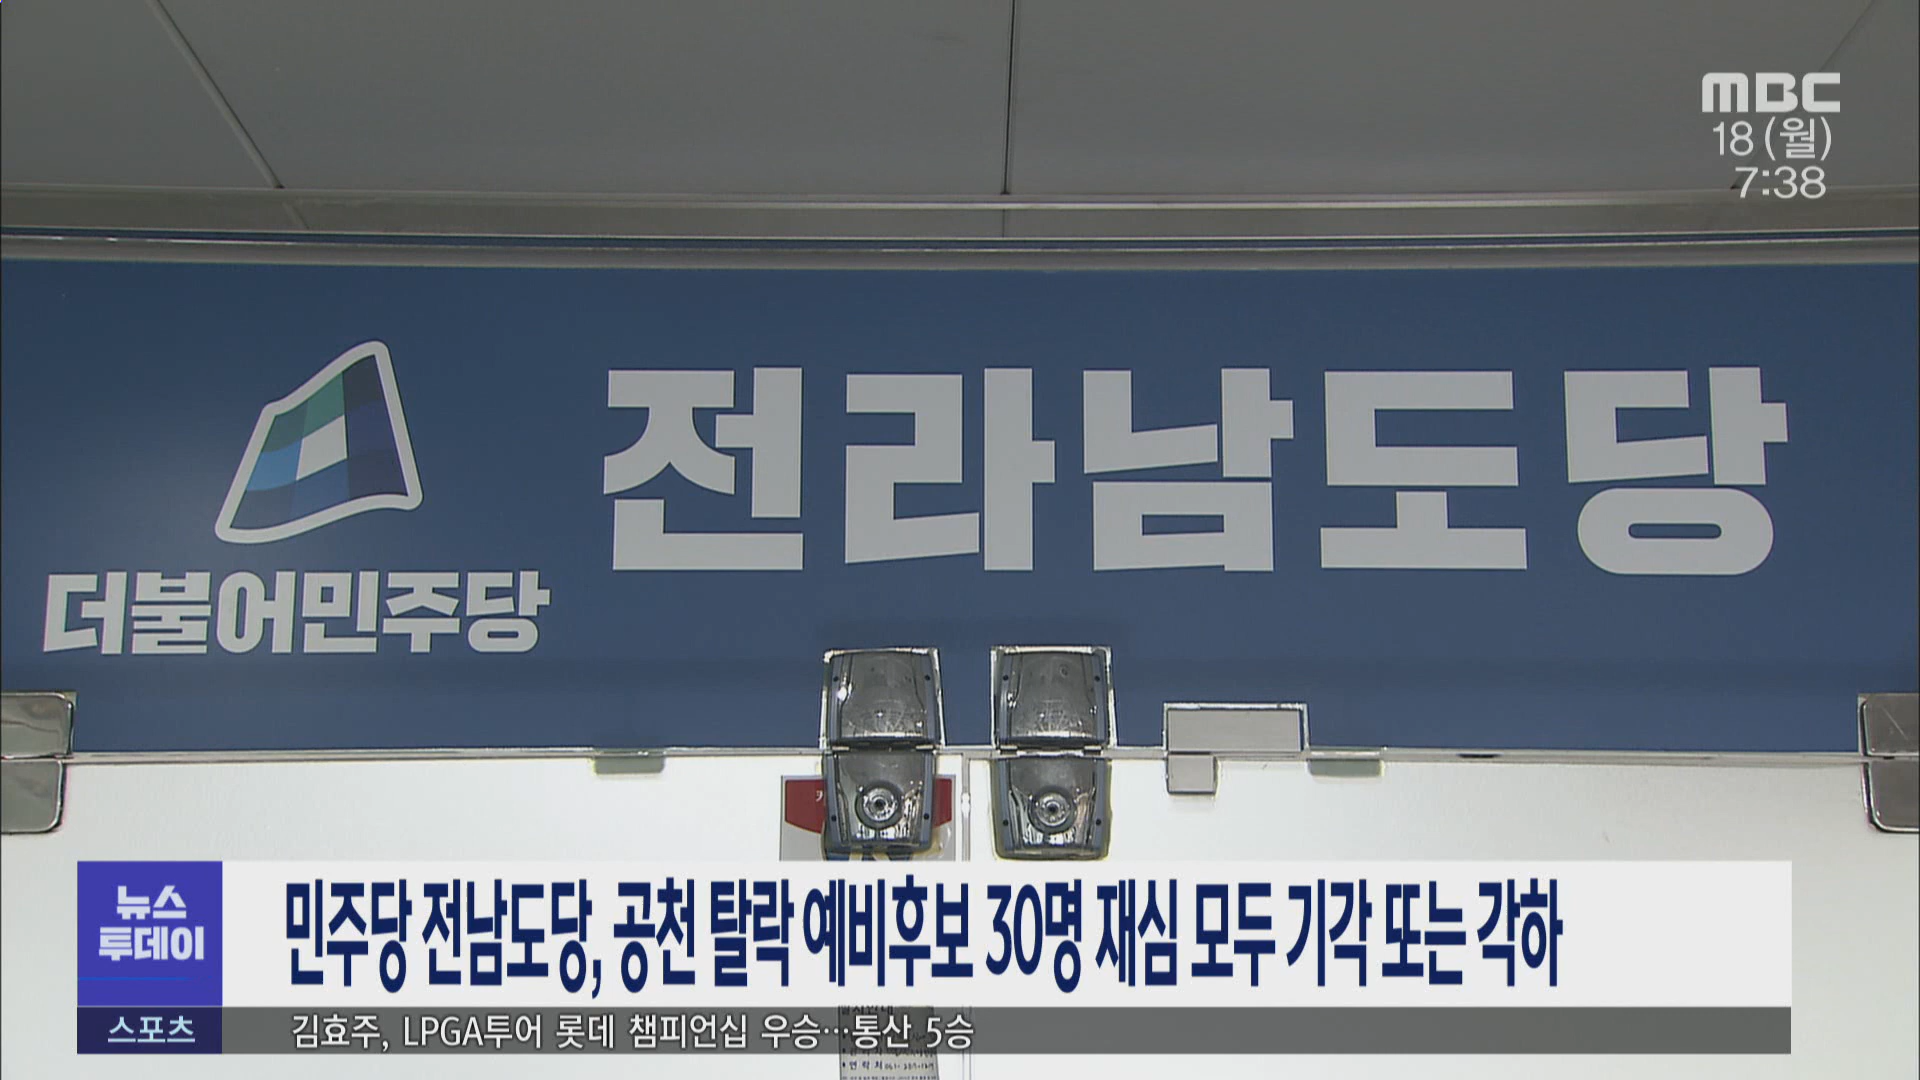 MBC
18 (월)
7:38
전라남도당
더불어민주당
뉴스
투데이
민주당 전남도당, 공천 탈락 예비후보 30명 재심 모두 기각 또는 각하
스포츠
김효주, LPGA투어 롯데 챔피언십 우승…통산 5승